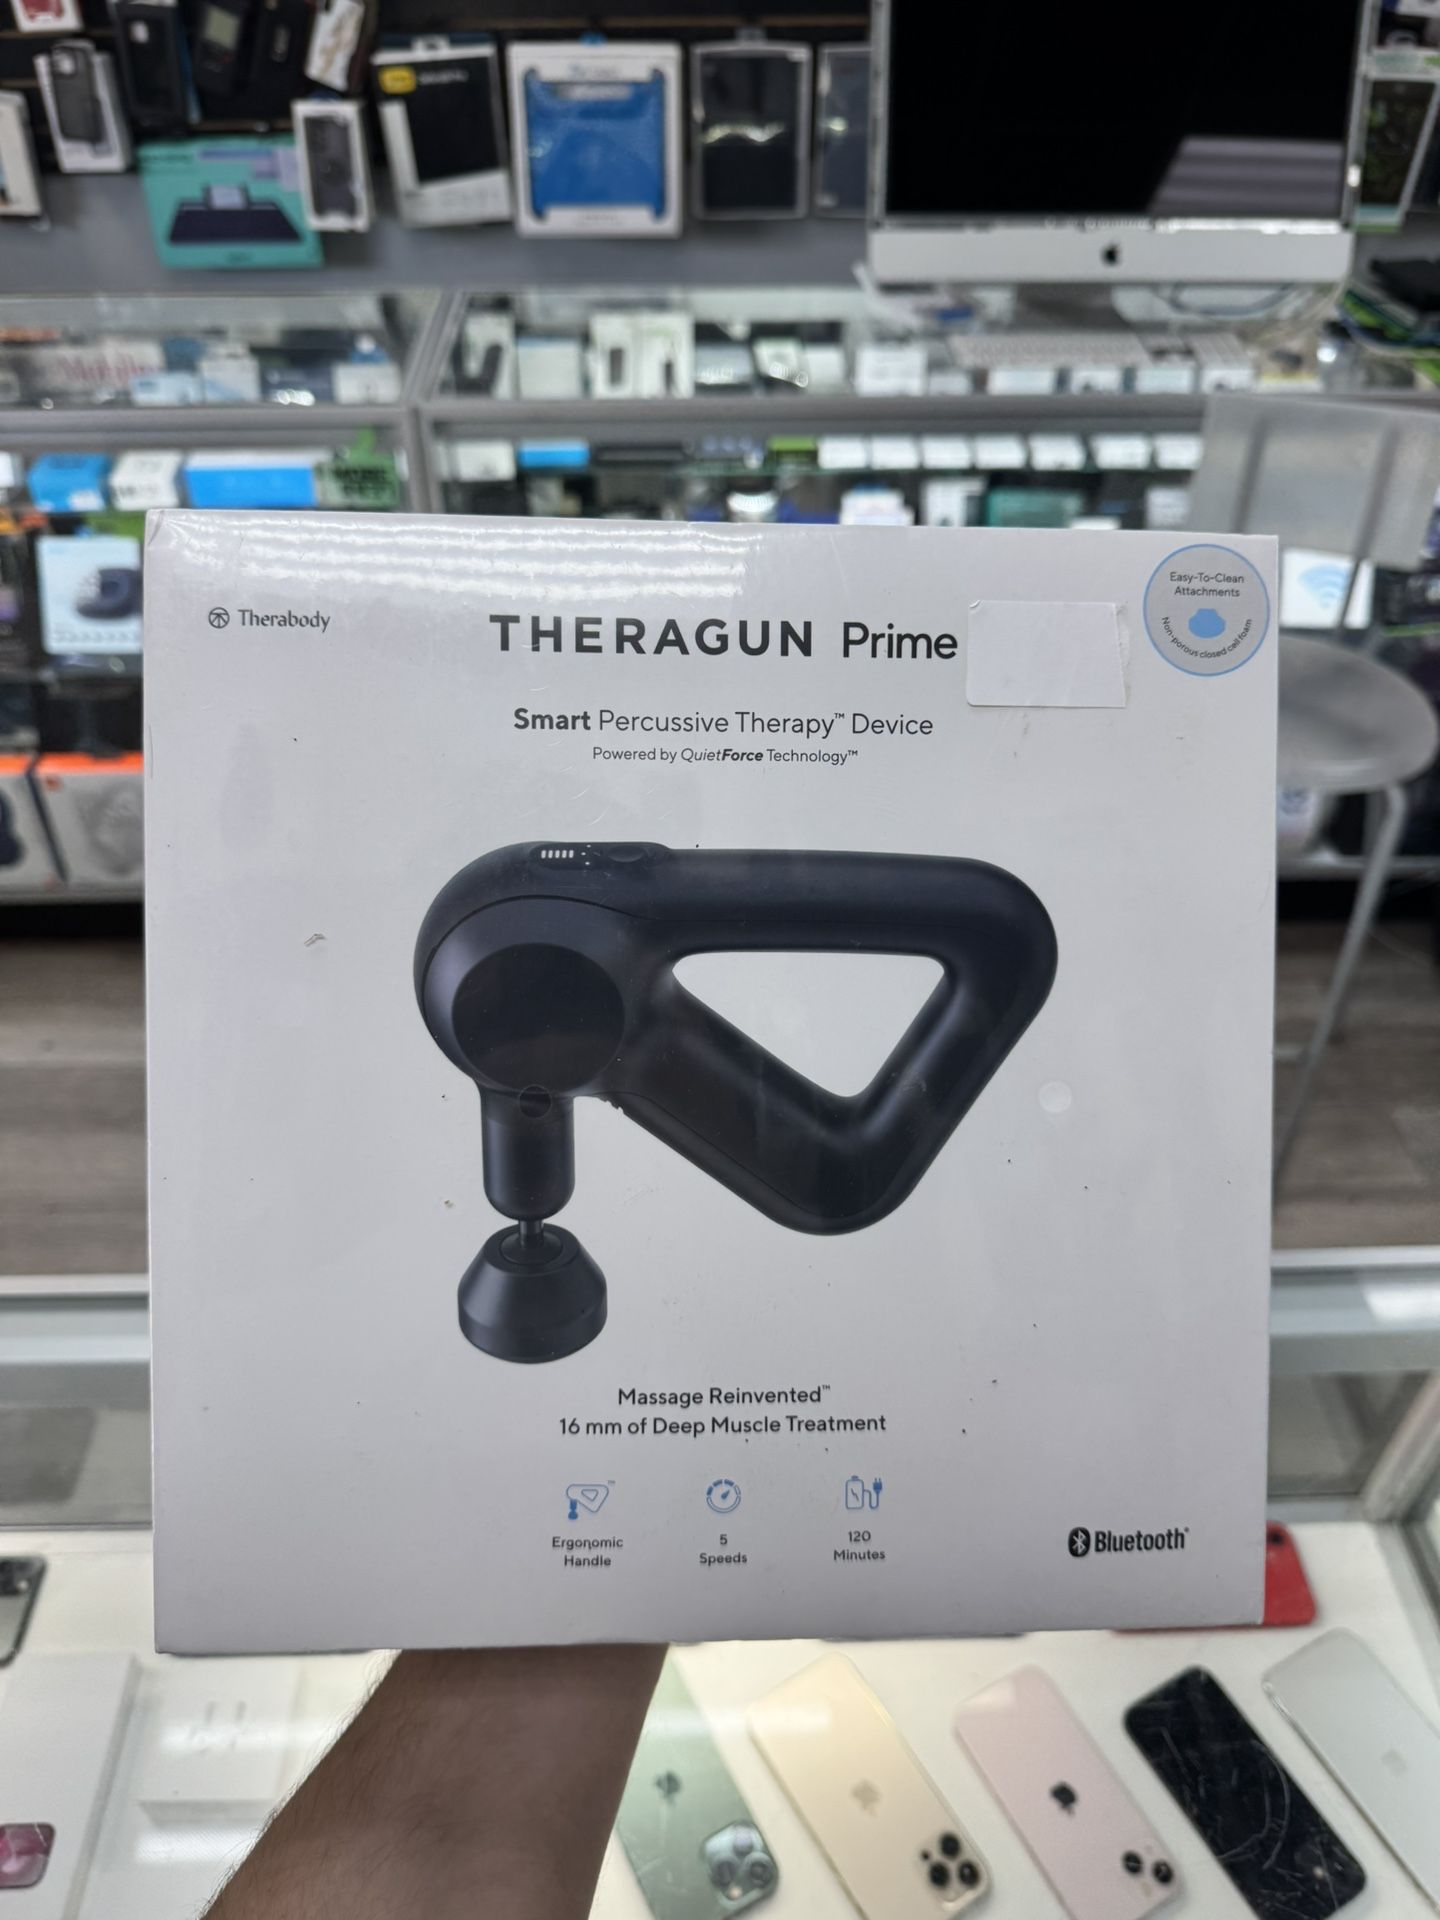 Therabody
THERAGUN Prime
Easy-To-Clean
Attachments
Non-porous closed cell foam
Smart Percussive Therapy™ Device
Powered by QuietForce Technology™
Massage Reinvented™
16 mm of Deep Muscle Treatment
™
Ergonomic
Handle
5
Speeds
120
Minutes
Bluetooth®